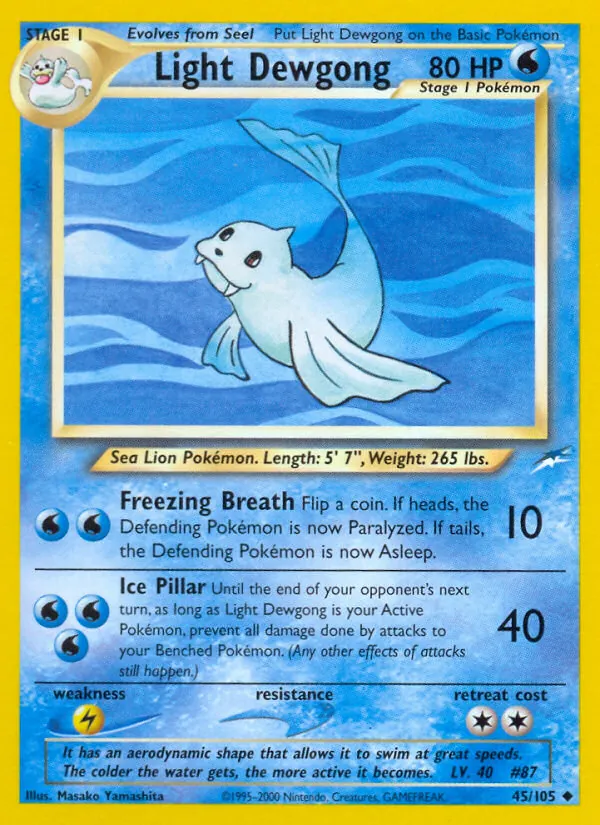 STAGE 1
Evolves from Seel Put Light Dewgong on the Basic Pokémon
Light Dewgong 80 HP
Stage 1 Pokémon
Sea Lion Pokémon. Length: 5' 7", Weight: 265 lbs.
Freezing Breath Flip a coin. If heads, the
Defending Pokémon is now Paralyzed. If tails,
the Defending Pokémon is now Asleep.
10
Ice Pillar Until the end of your opponent's next
turn, as long as Light Dewgong is your Active
Pokémon, prevent all damage done by attacks to
your Benched Pokémon. (Any other effects of attacks
still happen.)
40
weakness resistance retreat cost
It has an aerodynamic shape that allows it to swim at great speeds.
The colder the water gets, the more active it becomes. LV. 40 #87
Illus. Masako Yamashita ©1995-2000 Nintendo, Creatures, GAMEFREAK. 45/105